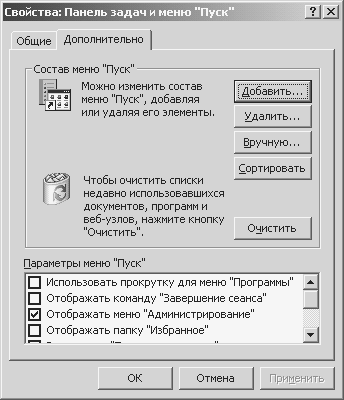 Свойства: Панель задач и меню "Пуск"
Общие
Дополнительно
Состав меню "Пуск"
Можно изменить состав
меню "Пуск", добавляя
или удаляя его элементы.
Добавить...
Удалить...
Вручную...
Сортировать
Чтобы очистить списки
недавно использовавшихся
документов, программ и
веб-узлов, нажмите кнопку
"Очистить".
Очистить
Параметры меню "Пуск"
Использовать прокрутку для меню "Программы"
Отображать команду "Завершение сеанса"
Отображать меню "Администрирование"
Отображать папку "Избранное"
ОК
Отмена
Применить